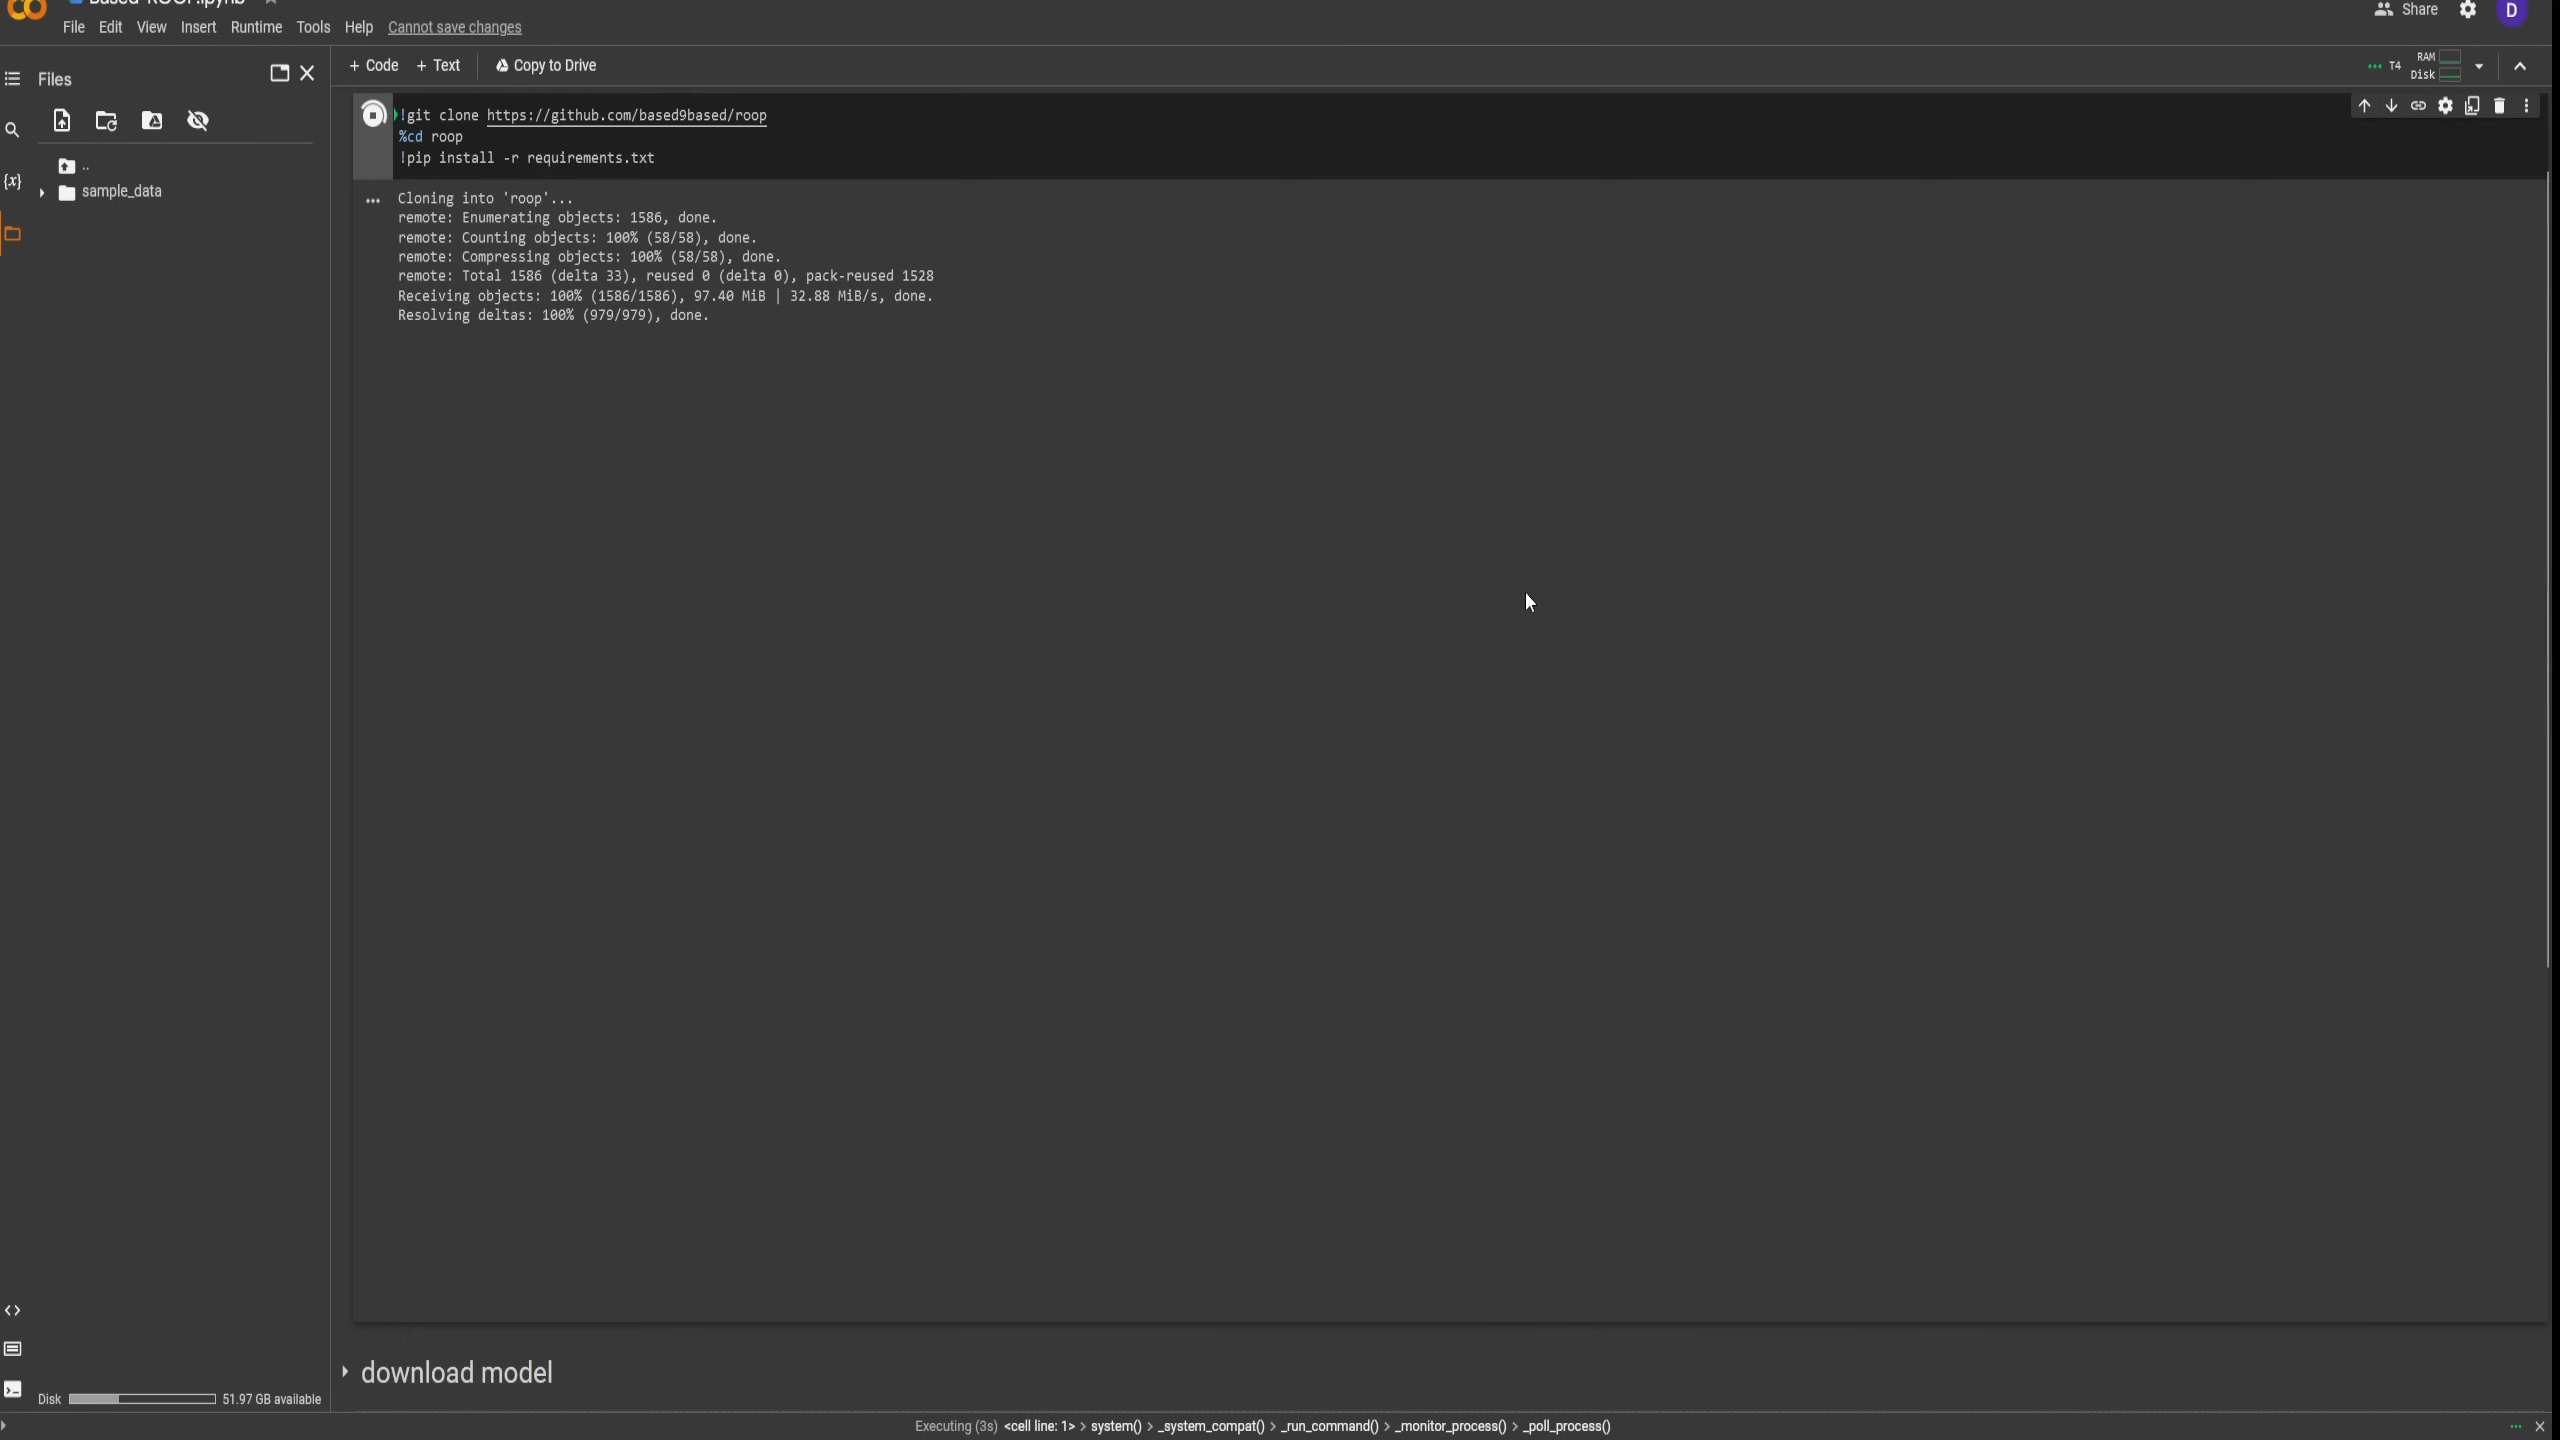 Based-ROOP.ipynb
File Edit View Insert Runtime Tools Help Cannot save changes
Share
D
Files
+ Code + Text Copy to Drive
T4 RAM
Disk
{x}
..
sample_data
!git clone https://github.com/based9based/roop
%cd roop
!pip install -r requirements.txt
Cloning into 'roop'...
remote: Enumerating objects: 1586, done.
remote: Counting objects: 100% (58/58), done.
remote: Compressing objects: 100% (58/58), done.
remote: Total 1586 (delta 33), reused 0 (delta 0), pack-reused 1528
Receiving objects: 100% (1586/1586), 97.40 MiB | 32.88 MiB/s, done.
Resolving deltas: 100% (979/979), done.
download model
Disk 51.97 GB available
Executing (3s) <cell line: 1> > system() > _system_compat() > _run_command() > _monitor_process() > _poll_process()